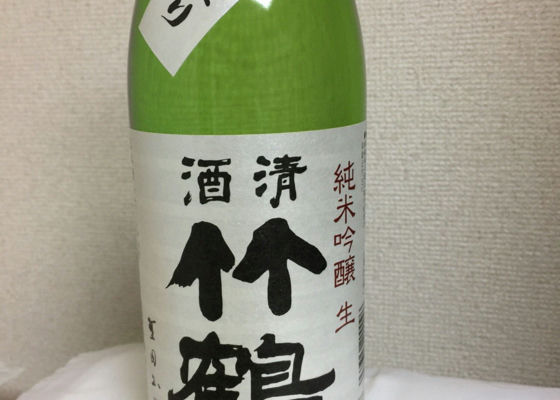 清酒
竹鶴
純米吟醸 生